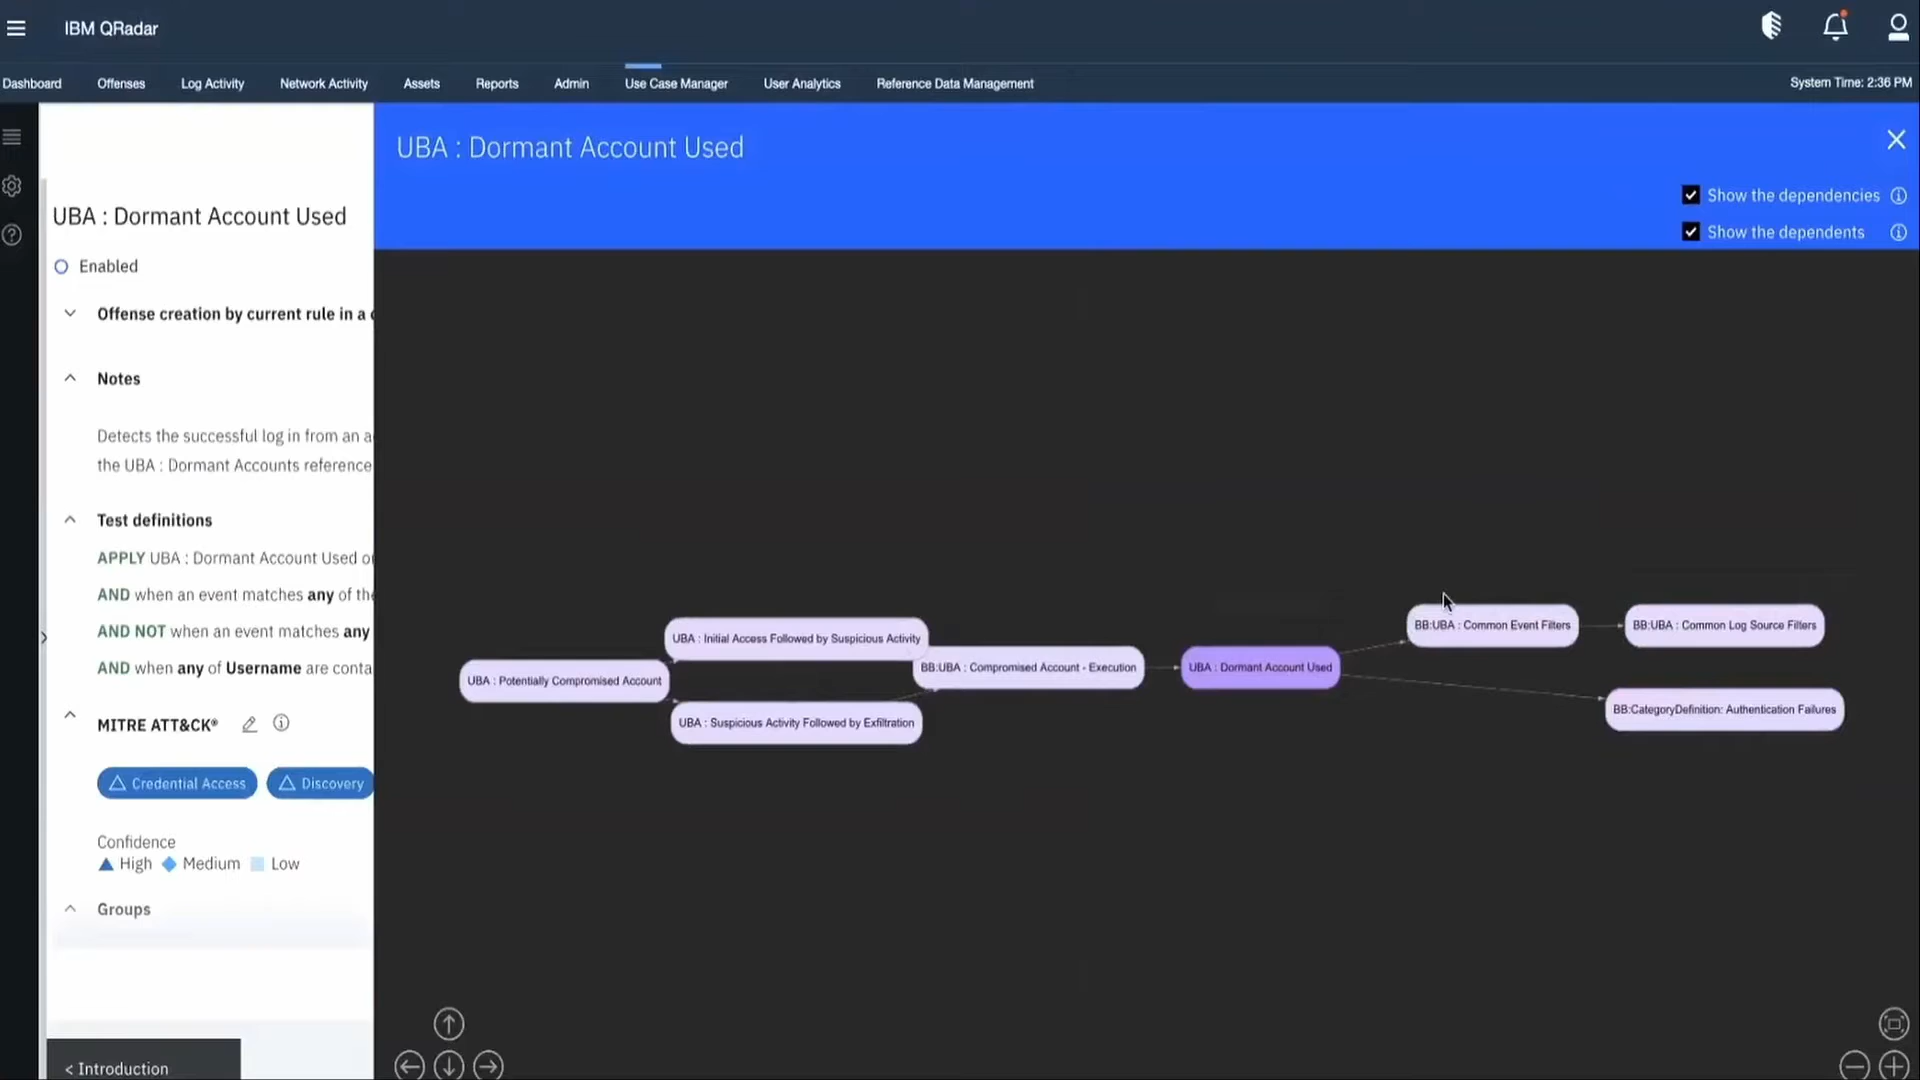 IBM QRadar
Dashboard Offenses Log Activity Network Activity Assets Reports Admin Use Case Manager User Analytics Reference Data Management System Time: 2:36 PM
UBA : Dormant Account Used
Show the dependencies
Show the dependents
UBA : Dormant Account Used
Enabled
Offense creation by current rule in a
Notes
Detects the successful log in from an a
the UBA : Dormant Accounts reference
Test definitions
APPLY UBA : Dormant Account Used
AND when an event matches any of the
AND NOT when an event matches any
AND when any of Username are conta
MITRE ATT&CK®
Credential Access Discovery
Confidence
High Medium Low
Groups
< Introduction
UBA : Potentially Compromised Account
UBA : Initial Access Followed by Suspicious Activity
UBA : Suspicious Activity Followed by Exfiltration
BB:UBA : Compromised Account - Execution
UBA : Dormant Account Used
BB:UBA : Common Event Filters
BB:UBA : Common Log Source Filters
BB:CategoryDefinition: Authentication Failures